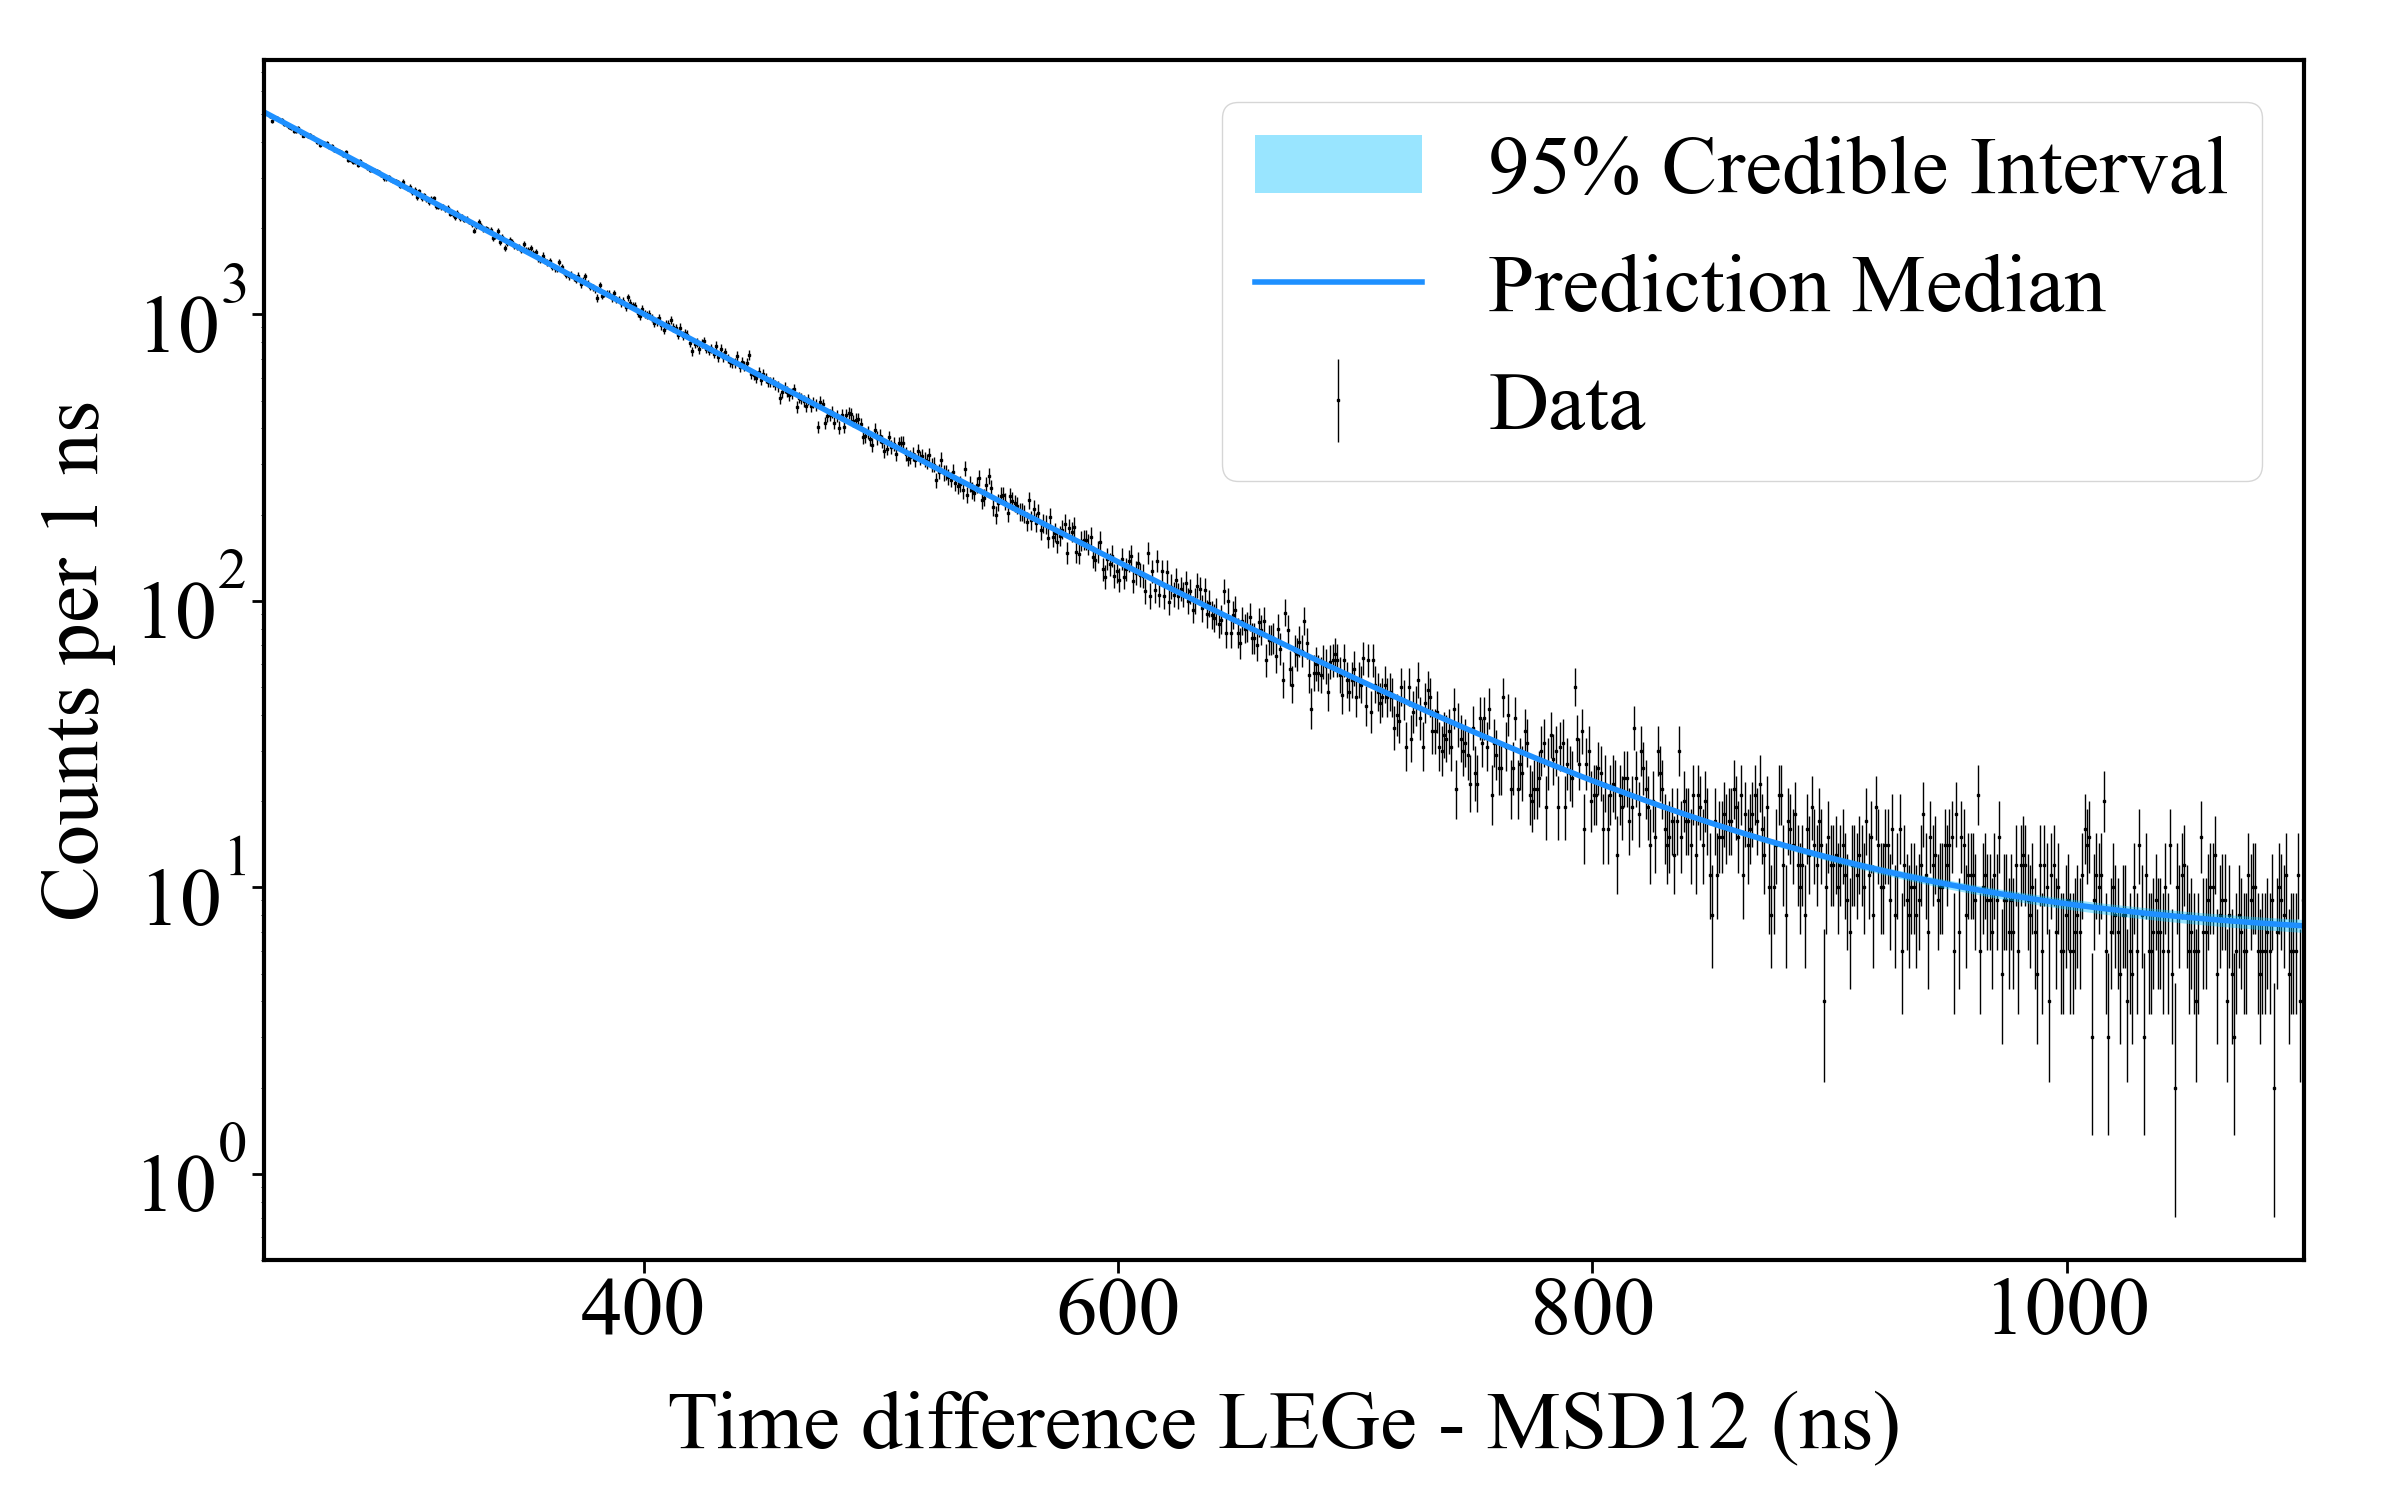 95% Credible Interval
Prediction Median
Data
Counts per 1 ns
10^3
10^2
10^1
10^0
400 600 800 1000
Time difference LEGe - MSD12 (ns)